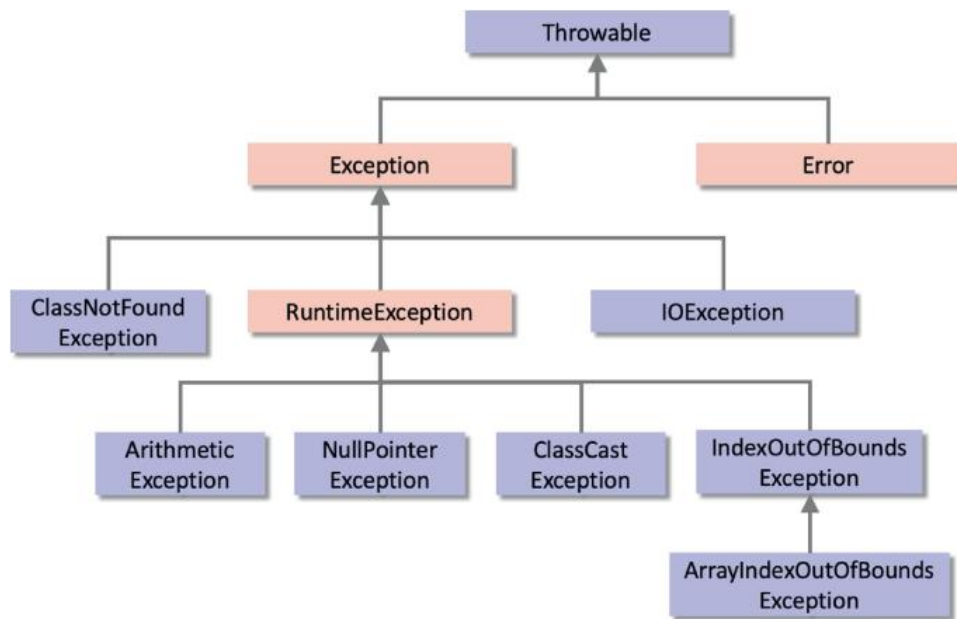 Throwable
Exception
Error
ClassNotFound
Exception
RuntimeException
IOException
Arithmetic
Exception
NullPointer
Exception
ClassCast
Exception
IndexOutOfBounds
Exception
ArrayIndexOutOfBounds
Exception